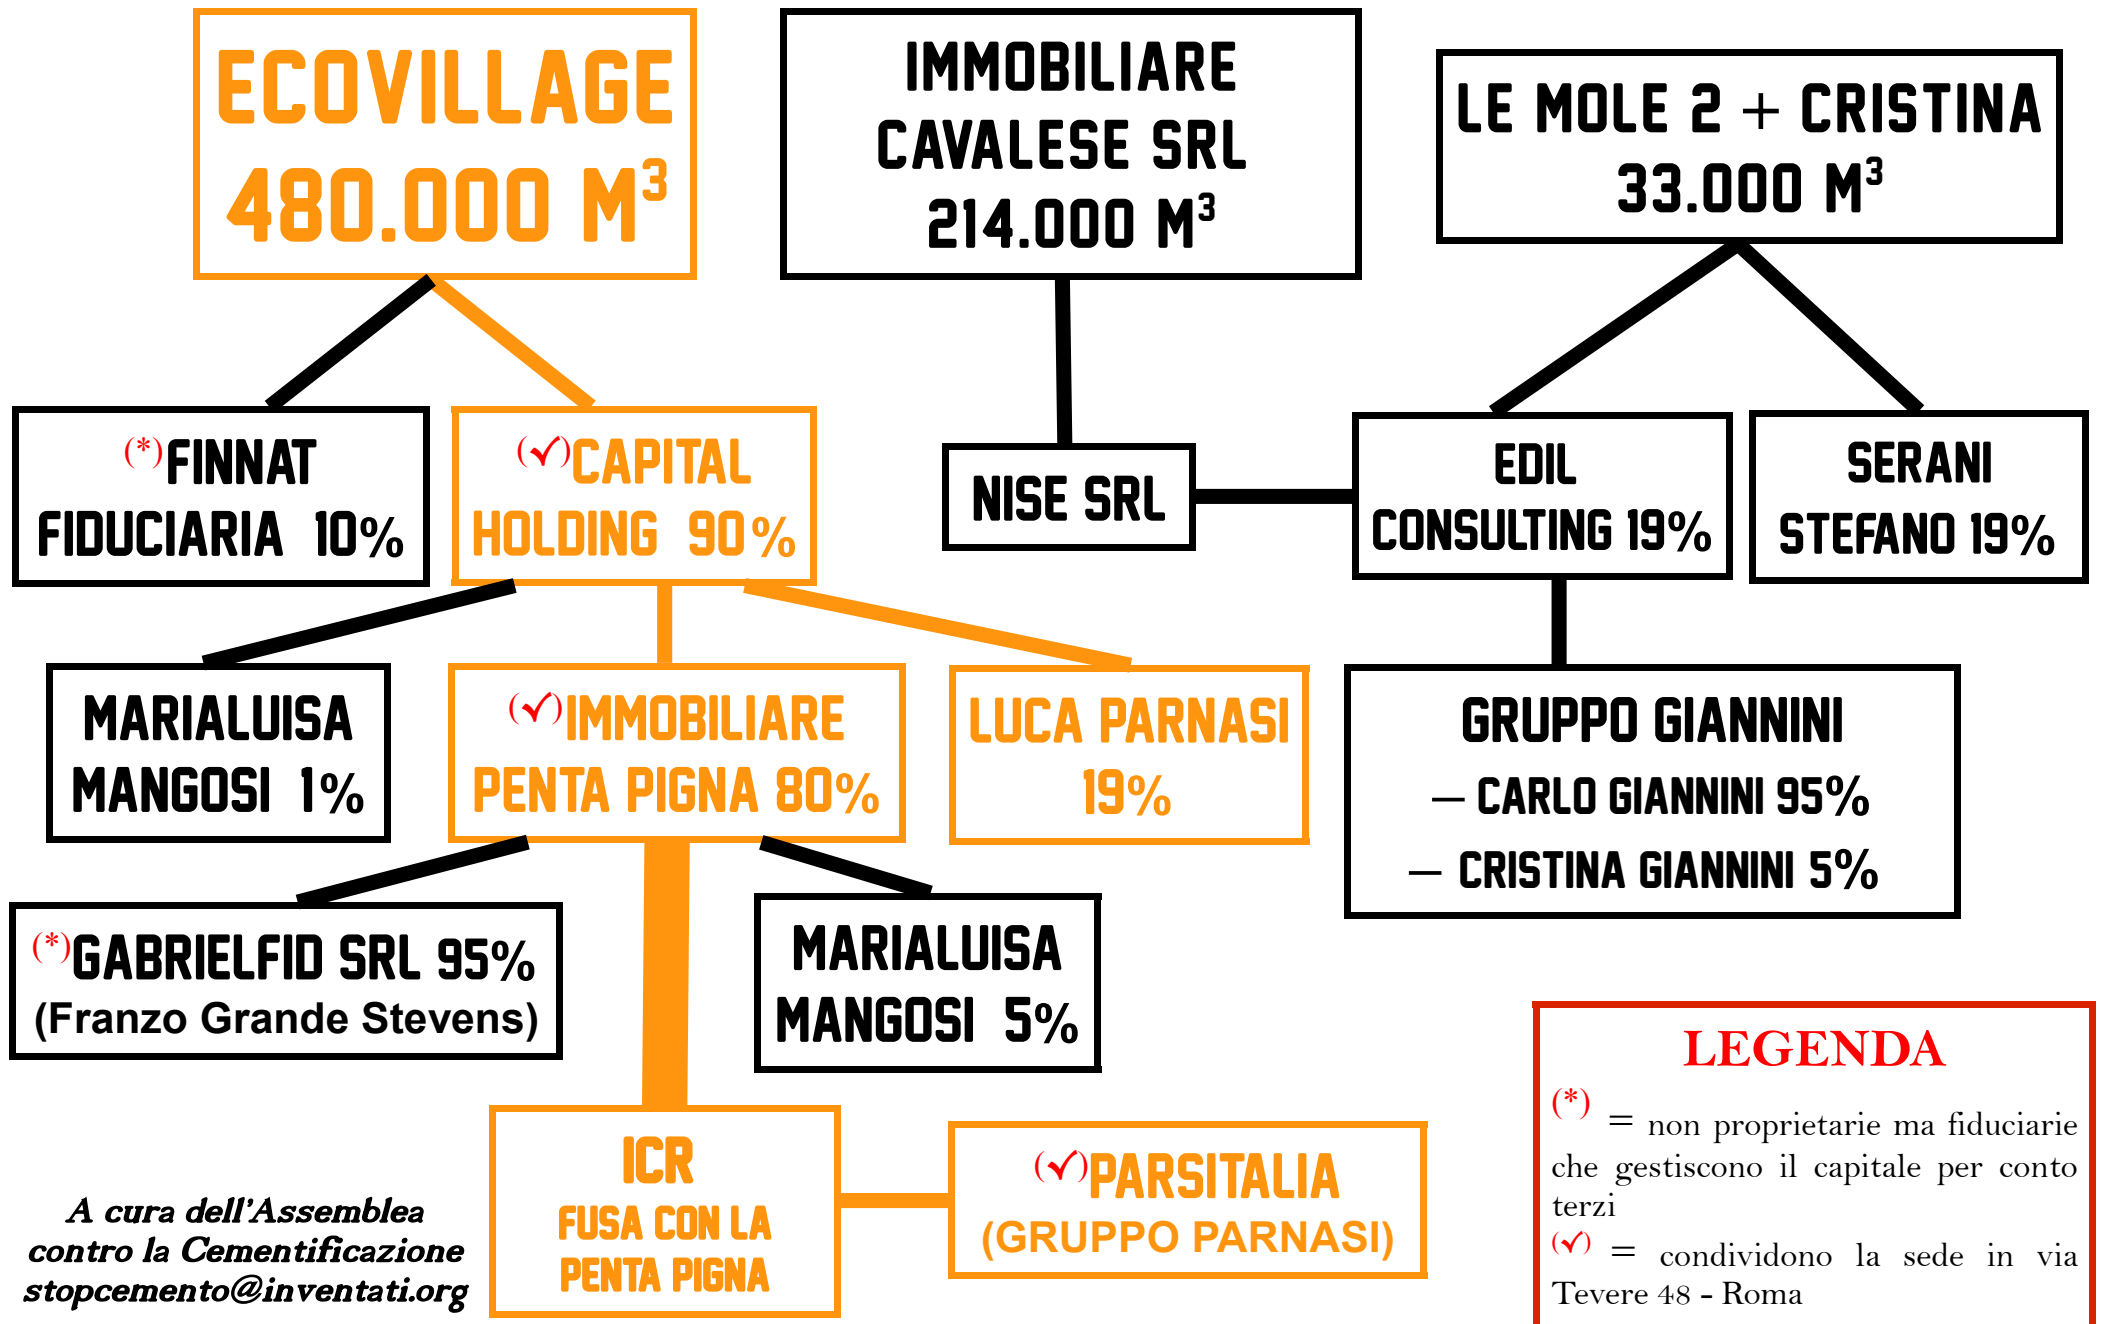 ECOVILLAGE
480.000 M³
IMMOBILIARE
CAVALESE SRL
214.000 M³
LE MOLE 2 + CRISTINA
33.000 M³
(*)FINNAT
FIDUCIARIA 10%
(✓)CAPITAL
HOLDING 90%
NISE SRL
EDIL
CONSULTING 19%
SERANI
STEFANO 19%
MARIALUISA
MANGOSI 1%
(✓)IMMOBILIARE
PENTA PIGNA 80%
LUCA PARNASI
19%
GRUPPO GIANNINI
– CARLO GIANNINI 95%
– CRISTINA GIANNINI 5%
(*)GABRIELFID SRL 95%
(Franzo Grande Stevens)
MARIALUISA
MANGOSI 5%
ICR
FUSA CON LA
PENTA PIGNA
(✓)PARSITALIA
(GRUPPO PARNASI)
A cura dell'Assemblea
contro la Cementificazione
stopcemento@inventati.org
LEGENDA
(*) = non proprietarie ma fiduciarie
che gestiscono il capitale per conto
terzi
(✓) = condividono la sede in via
Tevere 48 - Roma